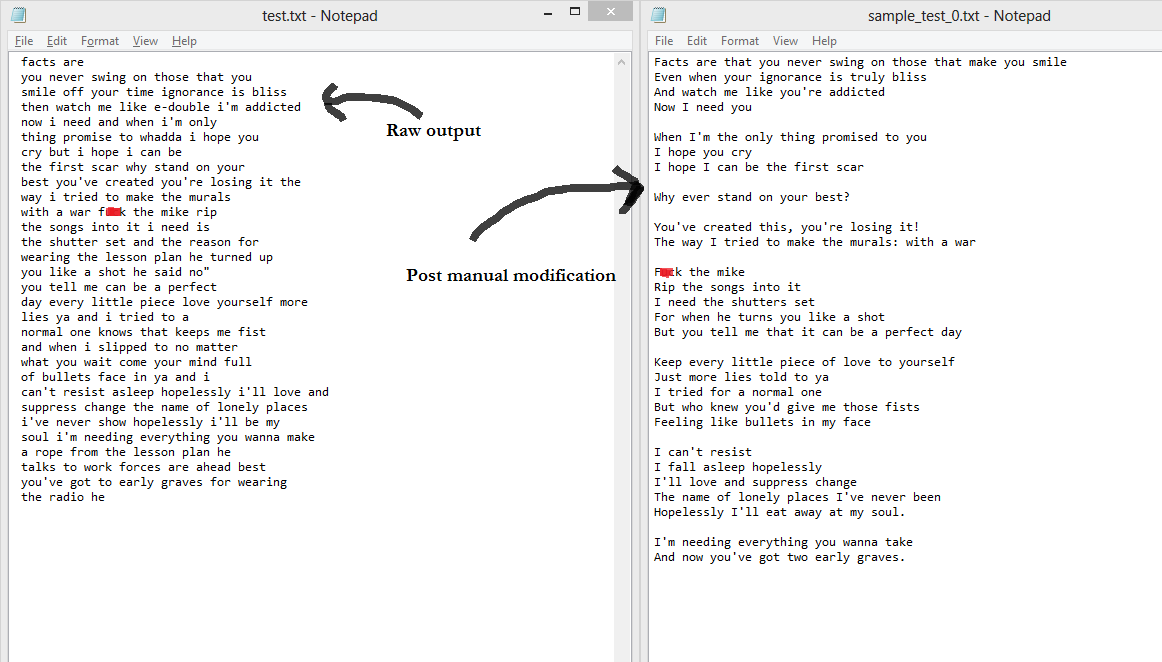 test.txt - Notepad
File Edit Format View Help
facts are
you never swing on those that you
smile off your time ignorance is bliss
then watch me like e-double i'm addicted
now i need and when i'm only
thing promise to whadda i hope you
cry but i hope i can be
the first scar why stand on your
best you've created you're losing it the
way i tried to make the murals
with a war f k the mike rip
the songs into it i need is
the shutter set and the reason for
wearing the lesson plan he turned up
you like a shot he said no"
you tell me can be a perfect
day every little piece love yourself more
lies ya and i tried to a
normal one knows that keeps me fist
and when i slipped to no matter
what you wait come your mind full
of bullets face in ya and i
can't resist asleep hopelessly i'll love and
suppress change the name of lonely places
i've never show hopelessly i'll be my
soul i'm needing everything you wanna make
a rope from the lesson plan he
talks to work forces are ahead best
you've got to early graves for wearing
the radio he
Raw output
Post manual modification
sample_test_0.txt - Notepad
File Edit Format View Help
Facts are that you never swing on those that make you smile
Even when your ignorance is truly bliss
And watch me like you're addicted
Now I need you
When I'm the only thing promised to you
I hope you cry
I hope I can be the first scar
Why ever stand on your best?
You've created this, you're losing it!
The way I tried to make the murals: with a war
F k the mike
Rip the songs into it
I need the shutters set
For when he turns you like a shot
But you tell me that it can be a perfect day
Keep every little piece of love to yourself
Just more lies told to ya
I tried for a normal one
But who knew you'd give me those fists
Feeling like bullets in my face
I can't resist
I fall asleep hopelessly
I'll love and suppress change
The name of lonely places I've never been
Hopelessly I'll eat away at my soul.
I'm needing everything you wanna take
And now you've got two early graves.